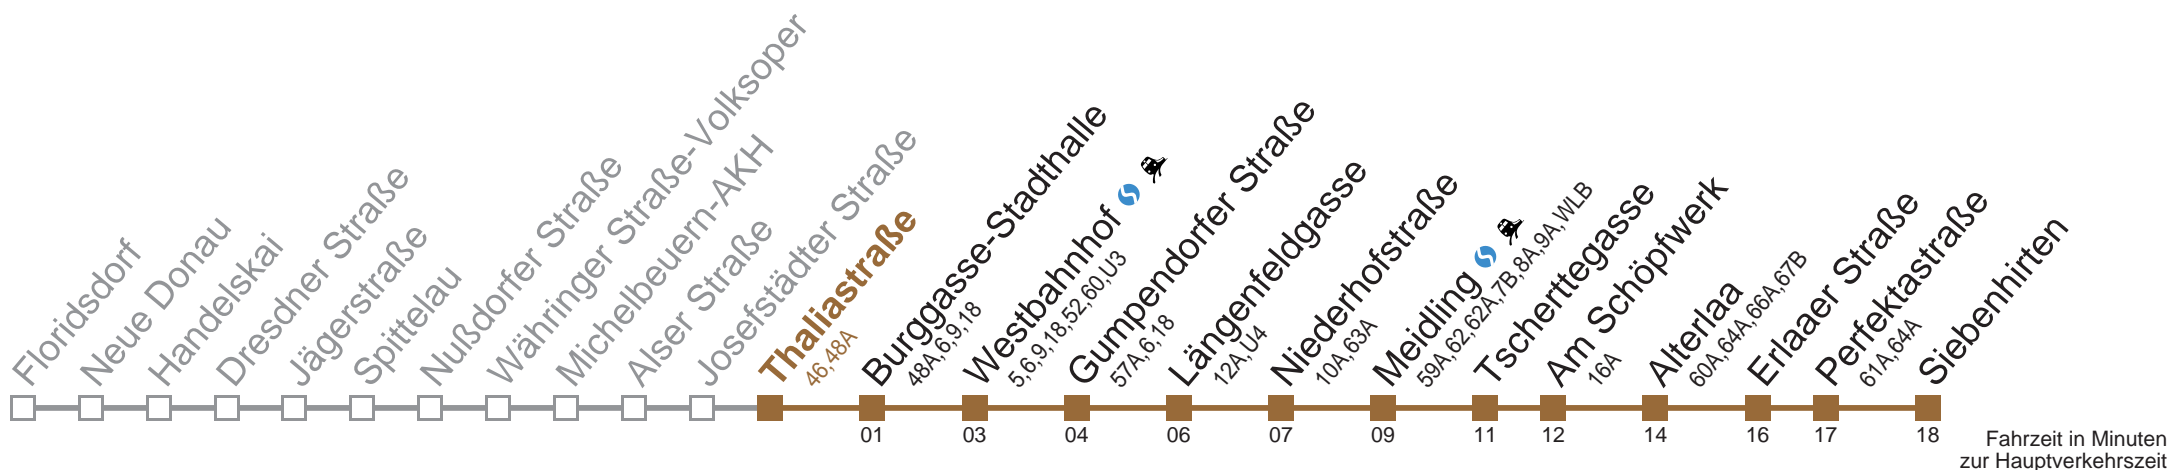 Floridsdorf
Neue Donau
Handelskai
Dresdner Straße
Jägerstraße
Spittelau
Nußdorfer Straße
Währinger Straße-Volksoper
Michelbeuern-AKH
Alser Straße
Josefstädter Straße
Thaliastraße
46,48A
Burggasse-Stadthalle
48A,6,9,18
Westbahnhof
5,6,9,18,52,60,U3
Gumpendorfer Straße
57A,6,18
Längenfeldgasse
12A,U4
Niederhofstraße
10A,63A
Meidling
59A,62,62A,7B,8A,9A,WLB
Tscherttegasse
Am Schöpfwerk
16A
Alterlaa
60A,64A,66A,67B
Erlaaer Straße
Perfektastraße
61A,64A
Siebenhirten
01 03 04 06 07 09 11 12 14 16 17 18
Fahrzeit in Minuten
zur Hauptverkehrszeit